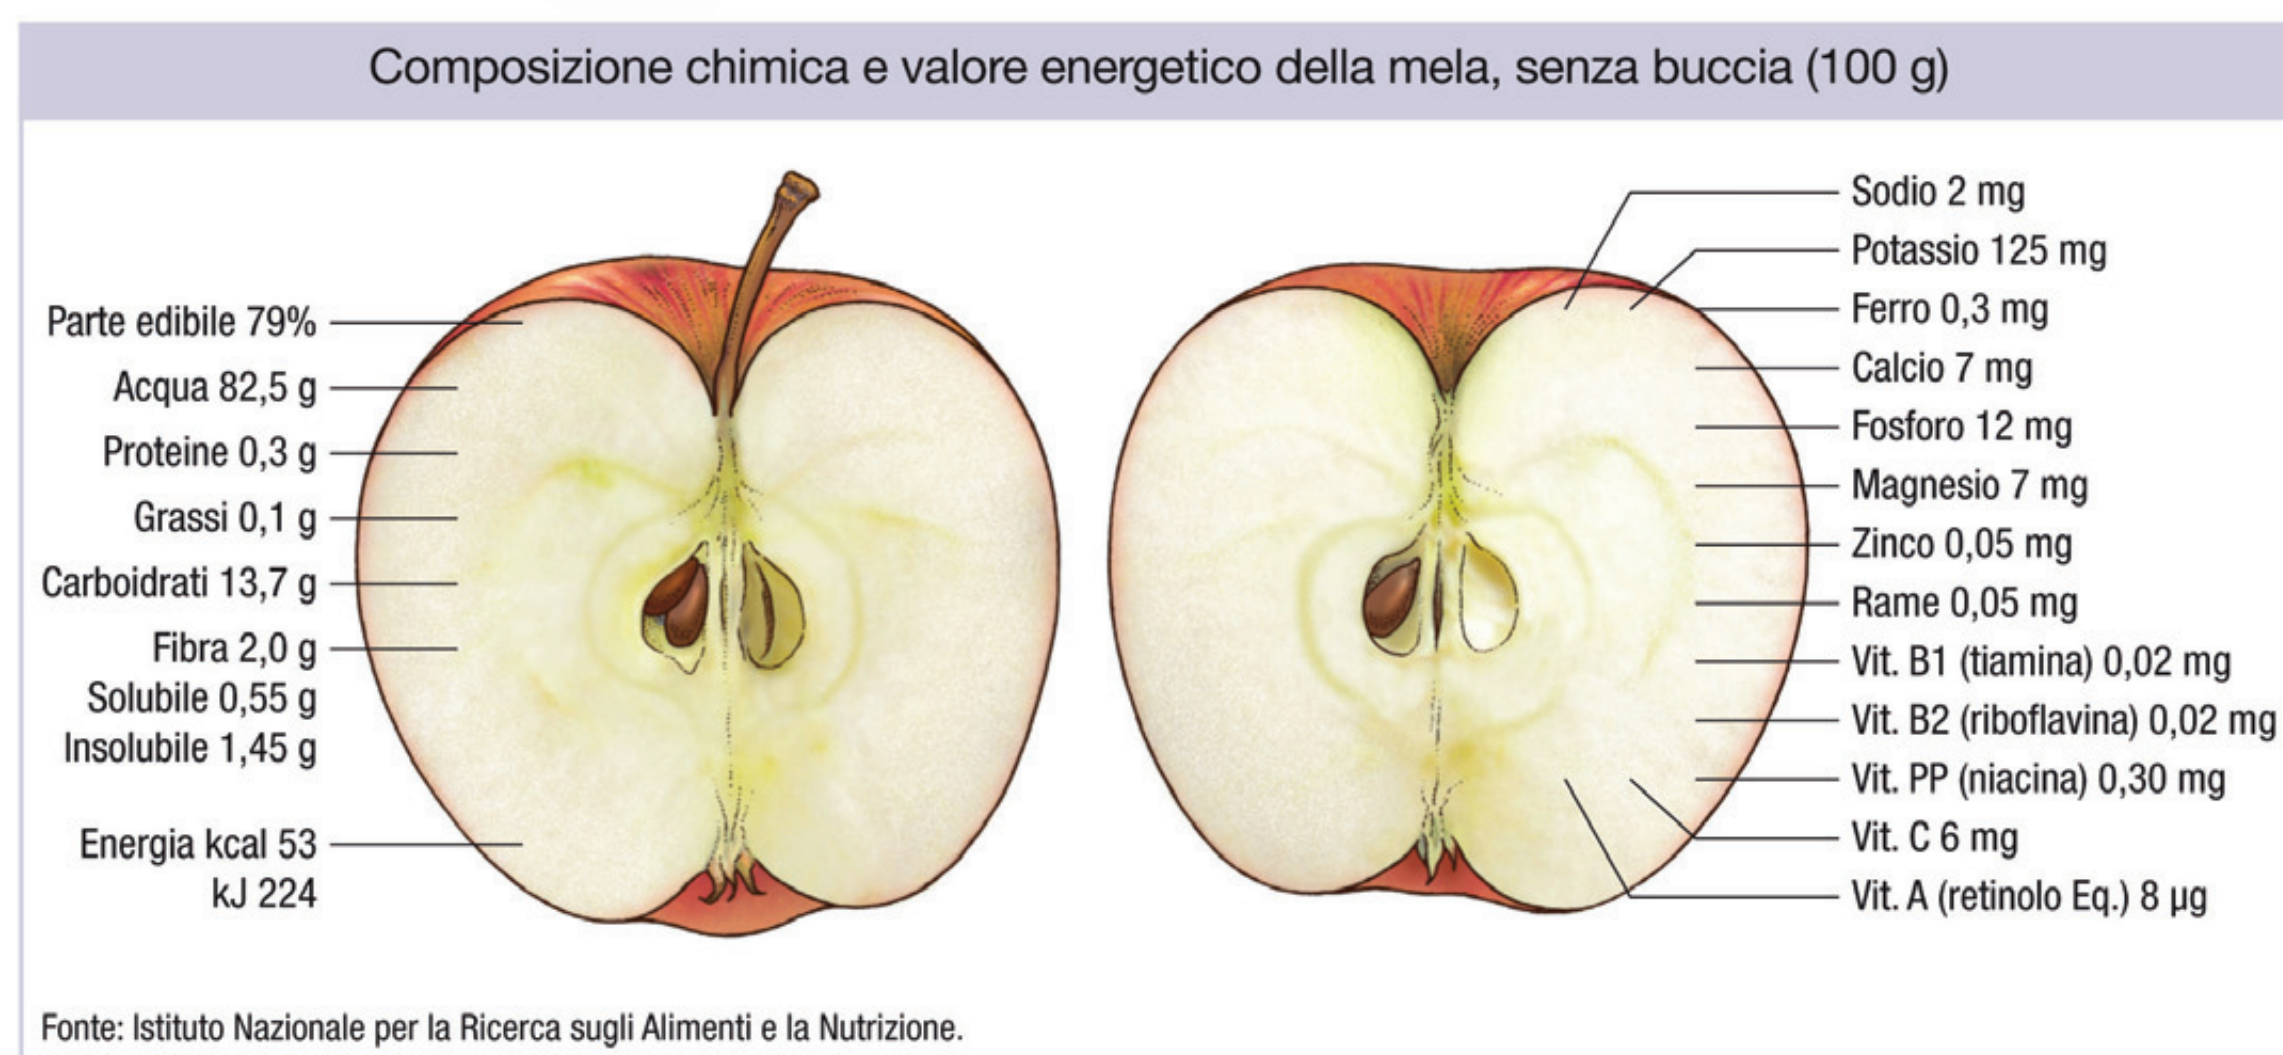 Composizione chimica e valore energetico della mela, senza buccia (100 g)
Parte edibile 79%
Acqua 82,5 g
Proteine 0,3 g
Grassi 0,1 g
Carboidrati 13,7 g
Fibra 2,0 g
Solubile 0,55 g
Insolubile 1,45 g
Energia kcal 53
kJ 224
Sodio 2 mg
Potassio 125 mg
Ferro 0,3 mg
Calcio 7 mg
Fosforo 12 mg
Magnesio 7 mg
Zinco 0,05 mg
Rame 0,05 mg
Vit. B1 (tiamina) 0,02 mg
Vit. B2 (riboflavina) 0,02 mg
Vit. PP (niacina) 0,30 mg
Vit. C 6 mg
Vit. A (retinolo Eq.) 8 µg
Fonte: Istituto Nazionale per la Ricerca sugli Alimenti e la Nutrizione.